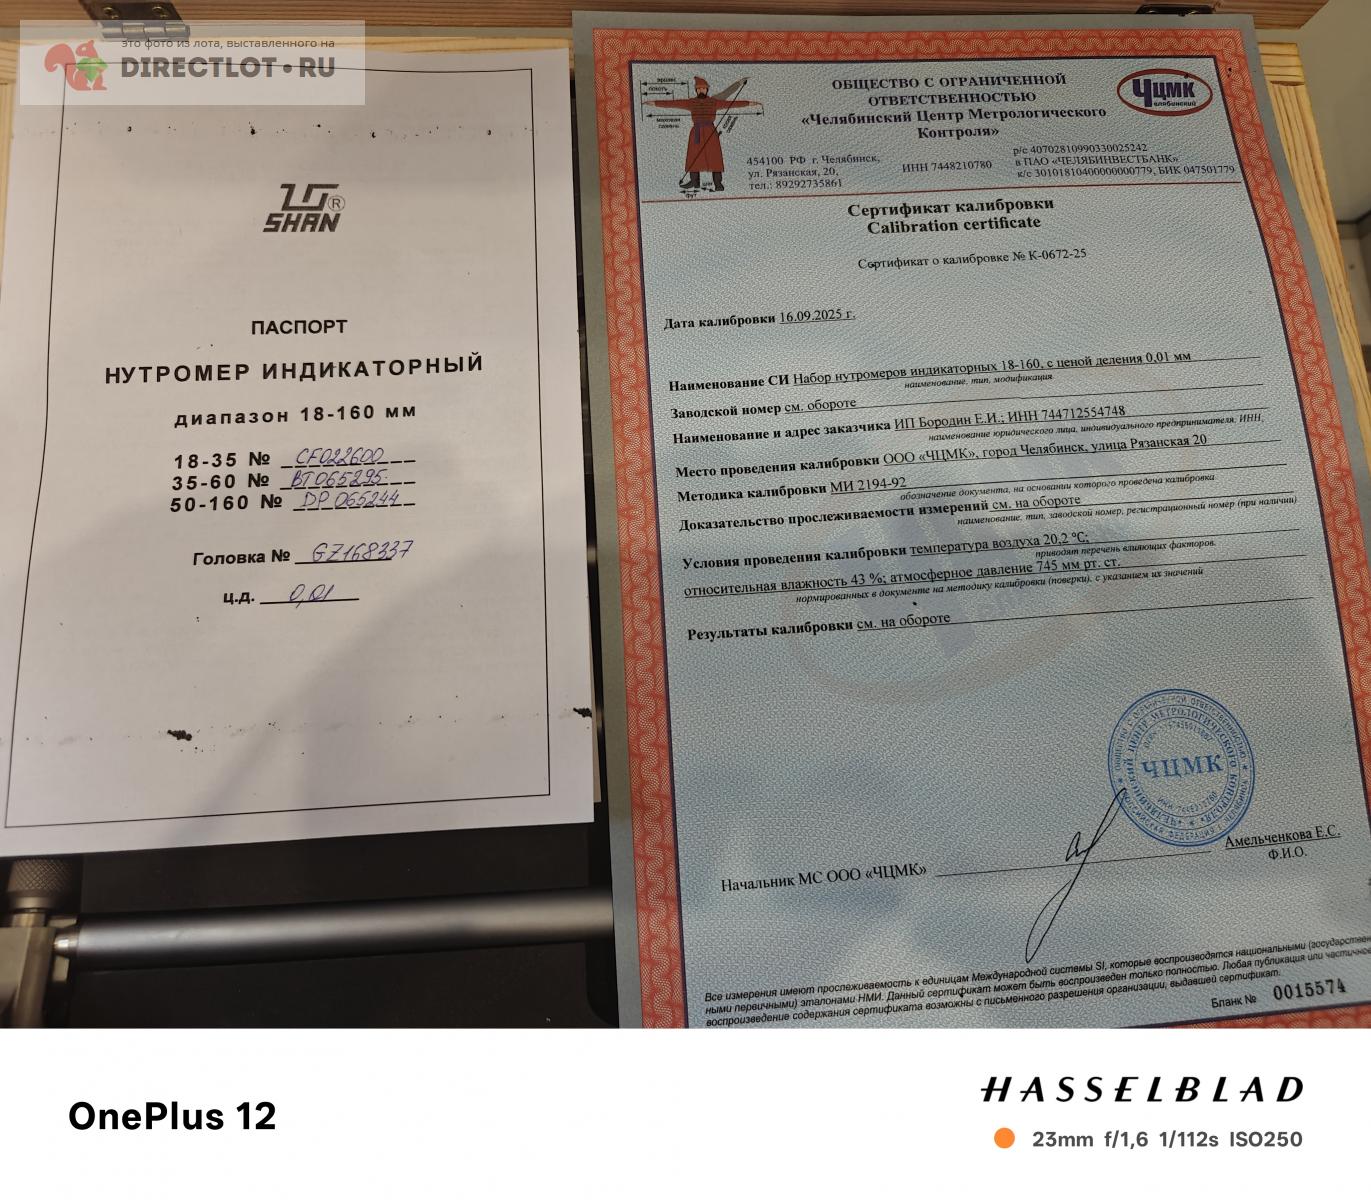 это фото из лота, выставленного на
DIRECTLOT.RU
SHAN ®
ПАСПОРТ
НУТРОМЕР ИНДИКАТОРНЫЙ
диапазон 18-160 мм
18-35 № CF022600
35-60 № BT065295
50-160 № DP065244
Головка № GZ168337
ц.д. 0,01
ОБЩЕСТВО С ОГРАНИЧЕННОЙ
ОТВЕТСТВЕННОСТЬЮ
«Челябинский Центр Метрологического
Контроля»
ЧЦМК
Челябинский
454100 РФ г. Челябинск,
ул. Рязанская, 20,
тел.: 89292735861
ИНН 7448210780
р/с 40702810990330025242
в ПАО «ЧЕЛЯБИНВЕСТБАНК»
к/с 30101810400000000779, БИК 047501779
Сертификат калибровки
Calibration certificate
Сертификат о калибровке № К-0672-25
Дата калибровки 16.09.2025 г.
Наименование СИ Набор нутромеров индикаторных 18-160, с ценой деления 0,01 мм
наименование, тип, модификация
Заводской номер см. обороте
Наименование и адрес заказчика ИП Бородин Е.И.; ИНН 744712554748
наименование юридического лица, индивидуального предпринимателя, ИНН,
Место проведения калибровки ООО «ЧЦМК», город Челябинск, улица Рязанская 20
Методика калибровки МИ 2194-92
обозначение документа, на основании которого проведена калибровка
Доказательство прослеживаемости измерений см. на обороте
наименование, тип, заводской номер, регистрационный номер (при наличии)
Условия проведения калибровки температура воздуха 20,2 °С;
приводят перечень влияющих факторов,
относительная влажность 43 %; атмосферное давление 745 мм рт. ст.
нормированных в документе на методику калибровки (поверки), с указанием их значений
Результаты калибровки см. на обороте
ЧЦМК
Начальник МС ООО «ЧЦМК»
Амельченкова Е.С.
Ф.И.О.
Все измерения имеют прослеживаемость к единицам Международной системы SI, которые воспроизводятся национальными (государствен
ными первичными) эталонами НМИ. Данный сертификат может быть воспроизведен только полностью. Любая публикация или частичное
воспроизведение содержания сертификата возможны с письменного разрешения организации, выдавшей сертификат.
Бланк № 0015574
OnePlus 12
HASSELBLAD
23mm f/1,6 1/112s ISO250